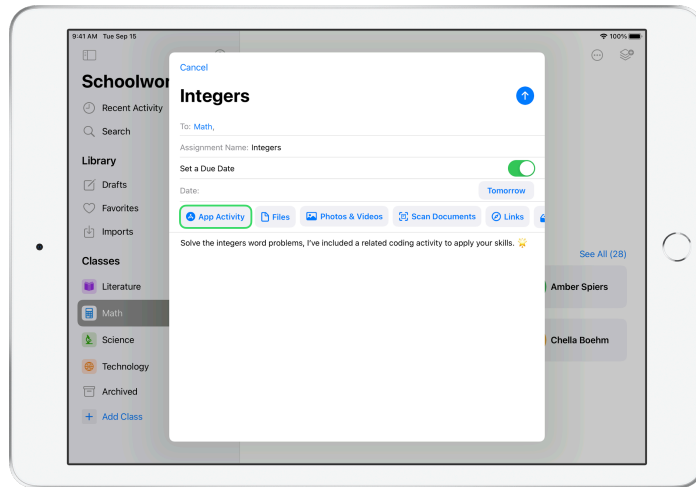 9:41 AM Tue Sep 15
100%
Schoolwor
Recent Activity
Search
Library
Drafts
Favorites
Imports
Classes
Literature
Math
Science
Technology
Archived
Add Class
Cancel
Integers
To: Math,
Assignment Name: Integers
Set a Due Date
Date: Tomorrow
App Activity Files Photos & Videos Scan Documents Links
Solve the integers word problems, I've included a related coding activity to apply your skills. 🌟
See All (28)
Amber Spiers
Chella Boehm